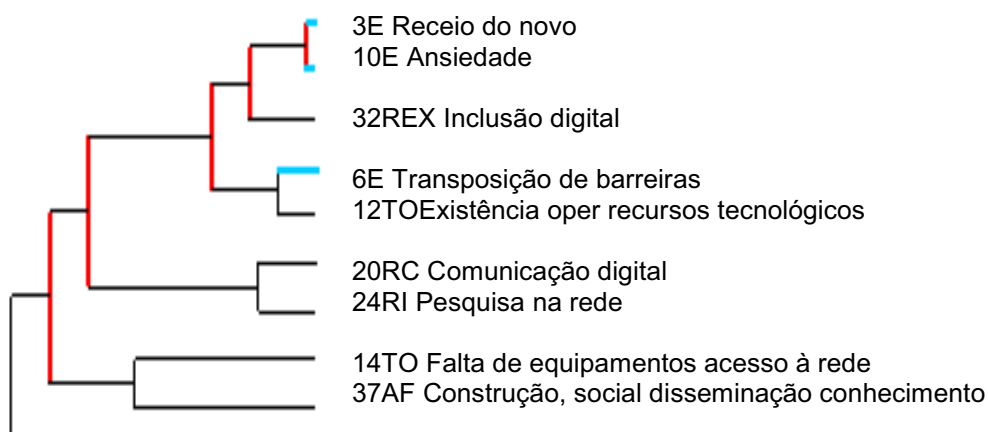 3E Receio do novo
10E Ansiedade
32REX Inclusão digital
6E Transposição de barreiras
12TOExistência oper recursos tecnológicos
20RC Comunicação digital
24RI Pesquisa na rede
14TO Falta de equipamentos acesso à rede
37AF Construção, social disseminação conhecimento